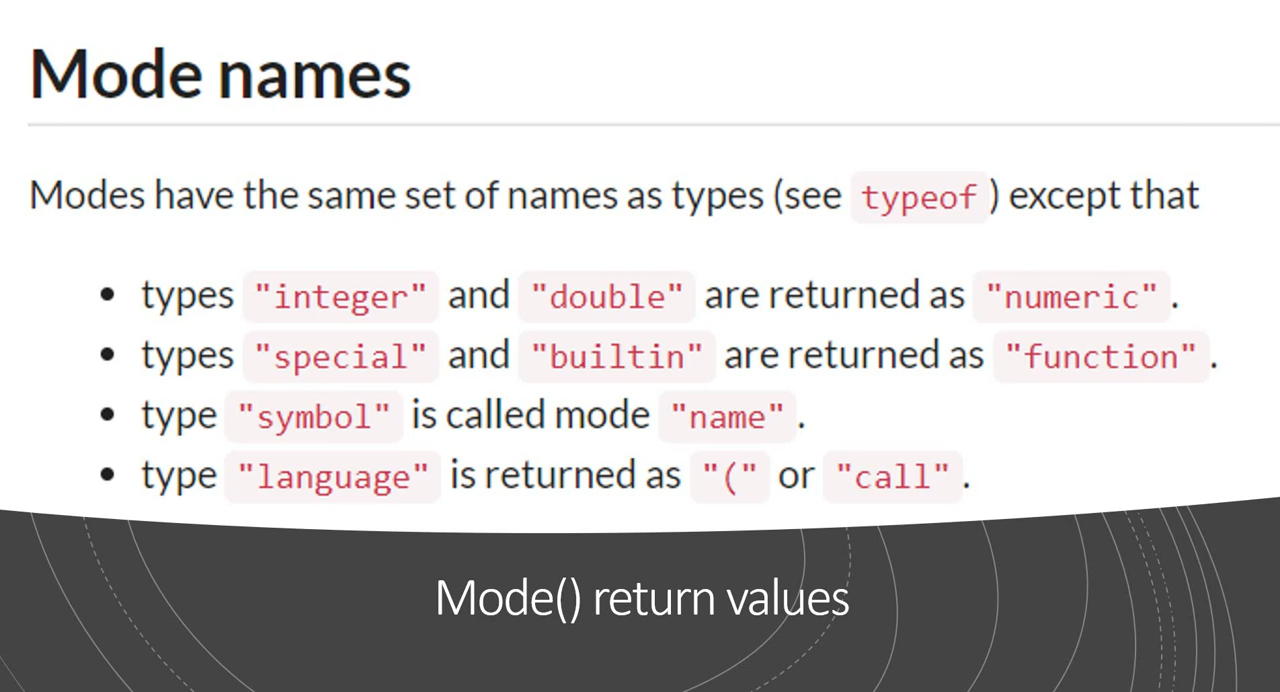 Mode names
Modes have the same set of names as types (see typeof) except that
• types "integer" and "double" are returned as "numeric".
• types "special" and "builtin" are returned as "function".
• type "symbol" is called mode "name".
• type "language" is returned as "(" or "call".
Mode() return values